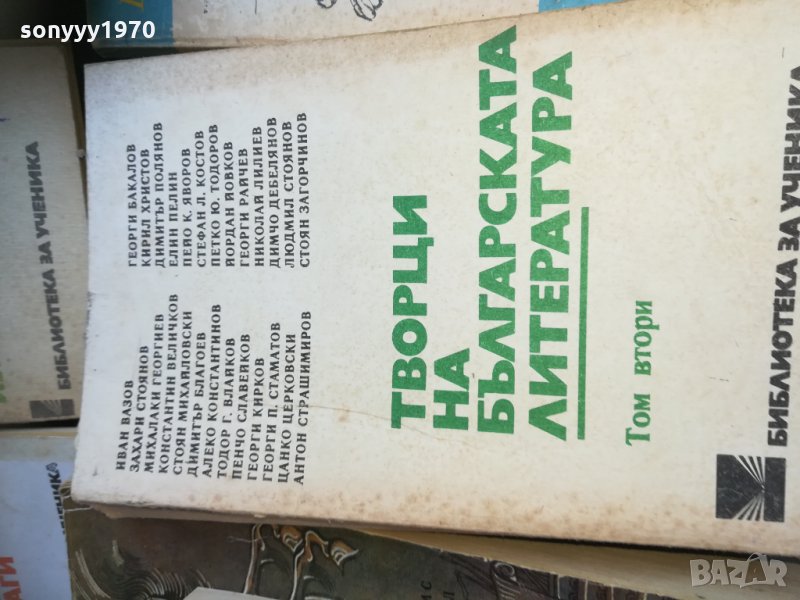 sonyyy1970
ИВАН ВАЗОВ
ЗАХАРИ СТОЯНОВ
МИХАЛАКИ ГЕОРГИЕВ
КОНСТАНТИН ВЕЛИЧКОВ
СТОЯН МИХАЙЛОВСКИ
ДИМИТЪР БЛАГОЕВ
АЛЕКО КОНСТАНТИНОВ
ТОДОР Г. ВЛАЙКОВ
ПЕНЧО СЛАВЕЙКОВ
ГЕОРГИ КИРКОВ
ГЕОРГИ П. СТАМАТОВ
ЦАНКО ЦЕРКОВСКИ
АНТОН СТРАШИМИРОВ
ГЕОРГИ БАКАЛОВ
КИРИЛ ХРИСТОВ
ДИМИТЪР ПОЛЯНОВ
ЕЛИН ПЕЛИН
ПЕЙО К. ЯВОРОВ
СТЕФАН Л. КОСТОВ
ПЕТКО Ю. ТОДОРОВ
ЙОРДАН ЙОВКОВ
ГЕОРГИ РАЙЧЕВ
НИКОЛАЙ ЛИЛИЕВ
ДИМЧО ДЕБЕЛЯНОВ
ЛЮДМИЛ СТОЯНОВ
СТОЯН ЗАГОРЧИНОВ
ТВОРЦИ
НА
БЪЛГАРСКАТА
ЛИТЕРАТУРА
Том втори
БИБЛИОТЕКА ЗА УЧЕНИКА
БИБЛИОТЕКА ЗА УЧЕНИКА
BAZAR